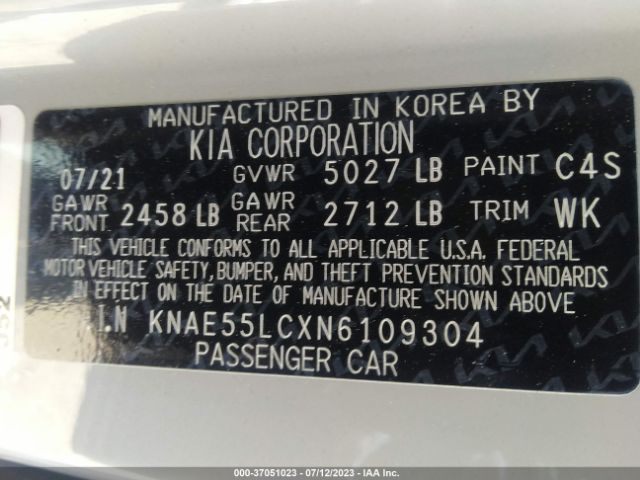 MANUFACTURED IN KOREA BY
KIA CORPORATION
07/21 GVWR 5027 LB PAINT C4S
GAWR FRONT 2458 LB GAWR REAR 2712 LB TRIM WK
THIS VEHICLE CONFORMS TO ALL APPLICABLE U.S.A. FEDERAL
MOTOR VEHICLE SAFETY, BUMPER, AND THEFT PREVENTION STANDARDS
IN EFFECT ON THE DATE OF MANUFACTURE SHOWN ABOVE
.I.N KNAE55LCXN6109304
PASSENGER CAR
000-37051023 - 07/12/2023 - IAA Inc.